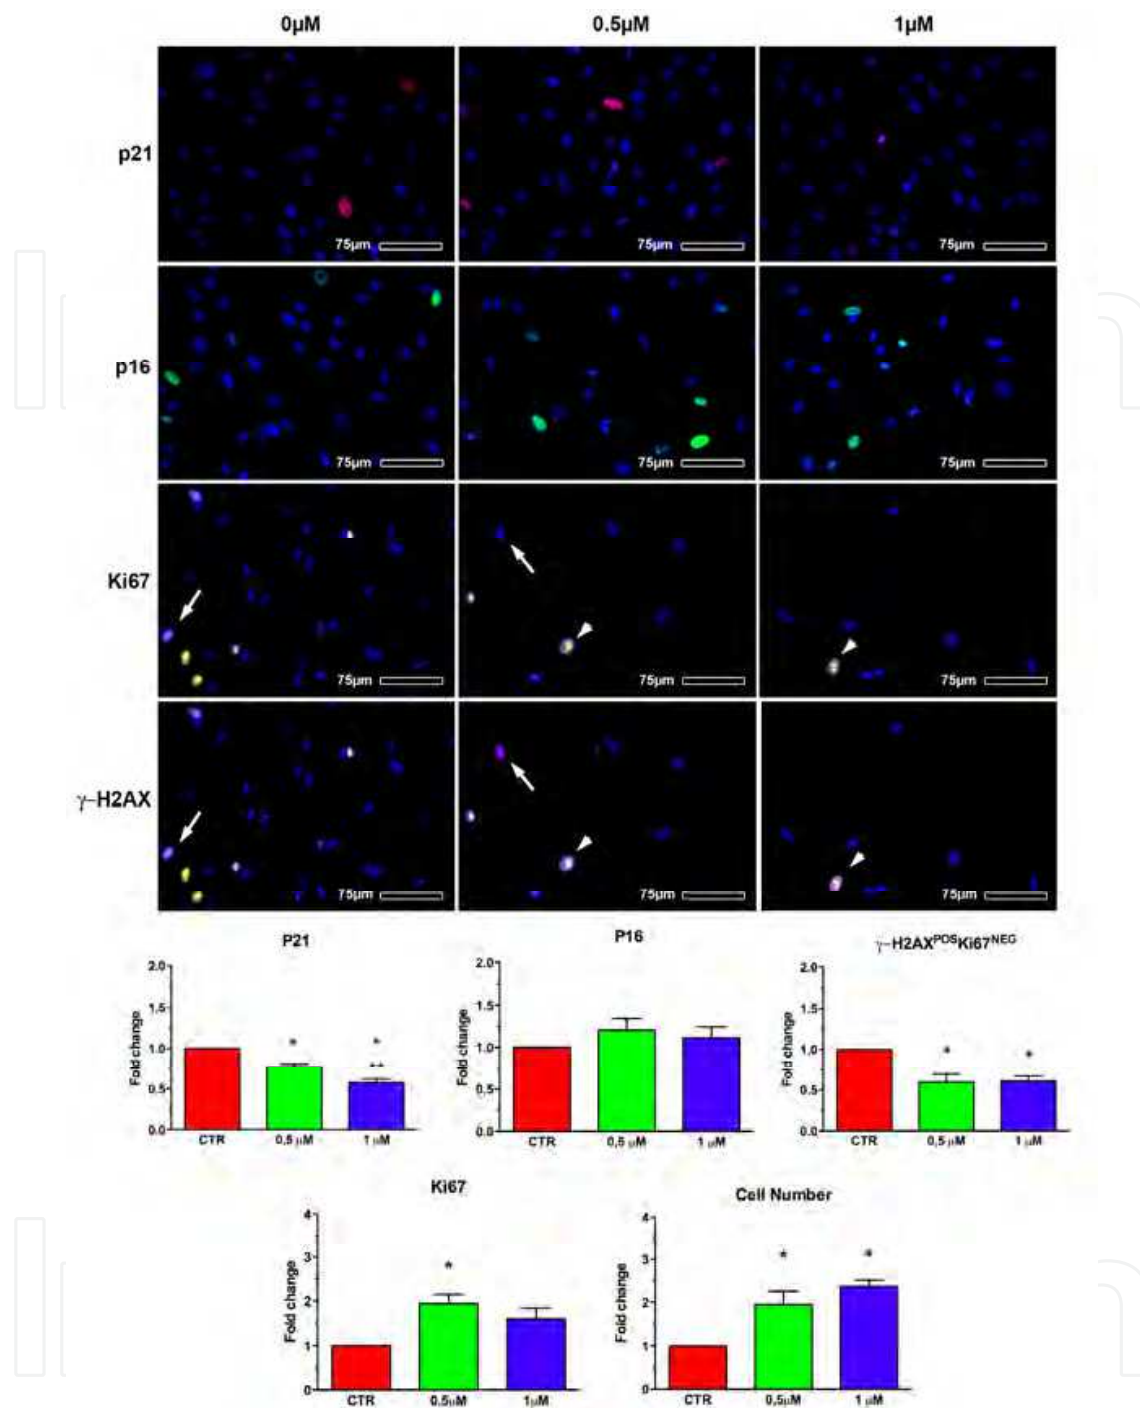 0µM 0.5µM 1µM
p21
75µm 75µm 75µm
p16
75µm 75µm 75µm
Ki67
75µm 75µm 75µm
γ–H2AX
75µm 75µm 75µm
P21
Fold change
2.0
1.5
1.0
0.5
0.0
*
*
**
CTR 0,5 µM 1 µM
P16
Fold change
2.0
1.5
1.0
0.5
0.0
CTR 0,5 µM 1 µM
γ–H2AXPOSKi67NEG
Fold change
2.0
1.5
1.0
0.5
0.0
*
*
CTR 0,5 µM 1 µM
Ki67
Fold change
4
3
2
1
0
*
CTR 0.5µM 1µM
Cell Number
Fold change
4
3
2
1
0
*
*
CTR 0,5 µM 1 µM